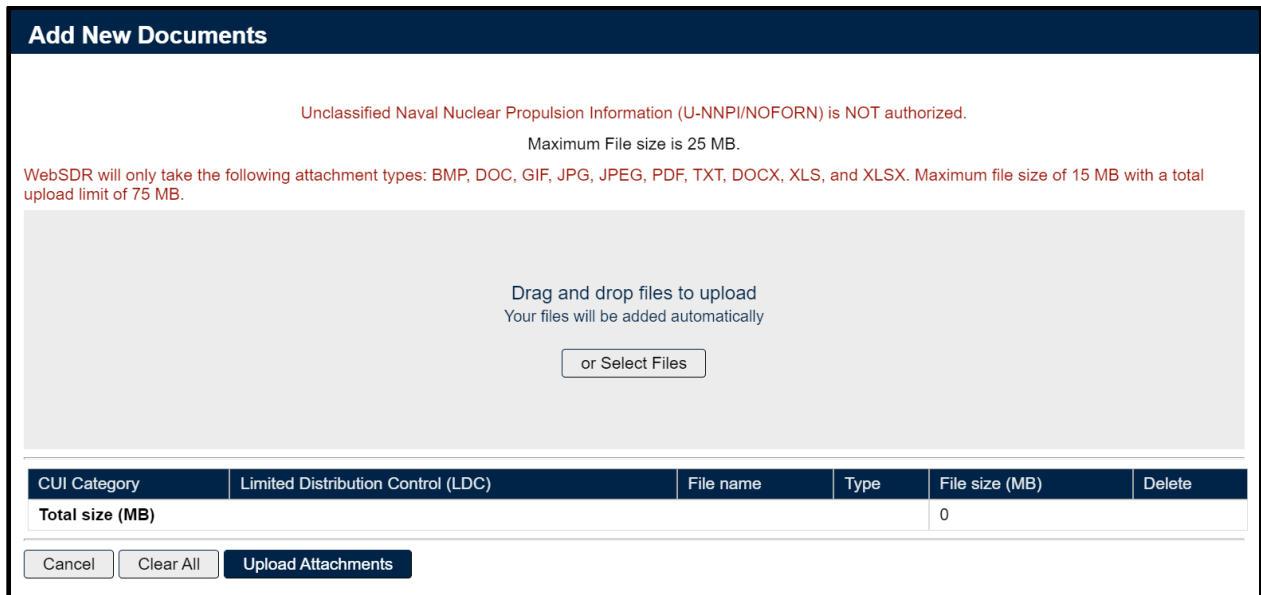 Add New Documents
Unclassified Naval Nuclear Propulsion Information (U-NNPI/NOFORN) is NOT authorized.
Maximum File size is 25 MB.
WebSDR will only take the following attachment types: BMP, DOC, GIF, JPG, JPEG, PDF, TXT, DOCX, XLS, and XLSX. Maximum file size of 15 MB with a total
upload limit of 75 MB.
Drag and drop files to upload
Your files will be added automatically
or Select Files
CUI Category Limited Distribution Control (LDC) File name Type File size (MB) Delete
Total size (MB) 0
Cancel Clear All Upload Attachments